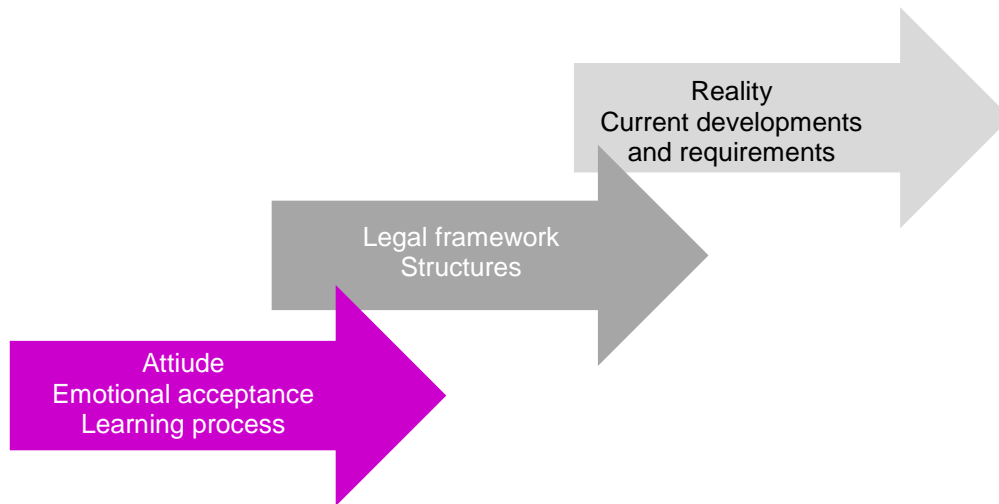 Reality
Current developments
and requirements
Legal framework
Structures
Attiude
Emotional acceptance
Learning process